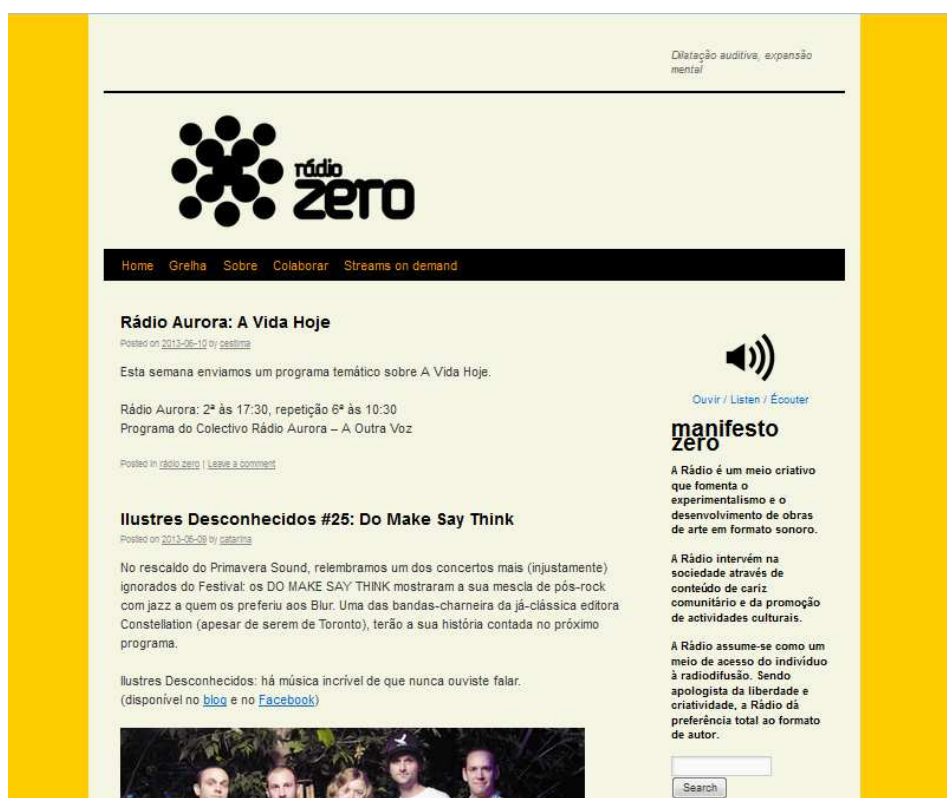 Dilatação auditiva, expansão
mental
rádio
zero
Home Grelha Sobre Colaborar Streams on demand
Rádio Aurora: A Vida Hoje
Posted on 2013-06-10 by cestima
Esta semana enviamos um programa temático sobre A Vida Hoje.
Rádio Aurora: 2ª às 17:30, repetição 6ª às 10:30
Programa do Colectivo Rádio Aurora – A Outra Voz
Posted in rádio zero | Leave a comment
Ilustres Desconhecidos #25: Do Make Say Think
Posted on 2013-06-09 by catarina
No rescaldo do Primavera Sound, relembramos um dos concertos mais (injustamente)
ignorados do Festival: os DO MAKE SAY THINK mostraram a sua mescla de pós-rock
com jazz a quem os preferiu aos Blur. Uma das bandas-charneira da já-clássica editora
Constellation (apesar de serem de Toronto), terão a sua história contada no próximo
programa.
Ilustres Desconhecidos: há música incrível de que nunca ouviste falar.
(disponível no blog e no Facebook)
Ouvir / Listen / Écouter
manifesto
zero
A Rádio é um meio criativo
que fomenta o
experimentalismo e o
desenvolvimento de obras
de arte em formato sonoro.
A Rádio intervém na
sociedade através de
conteúdo de cariz
comunitário e da promoção
de actividades culturais.
A Rádio assume-se como um
meio de acesso do indivíduo
à radiodifusão. Sendo
apologista da liberdade e
criatividade, a Rádio dá
preferência total ao formato
de autor.
Search